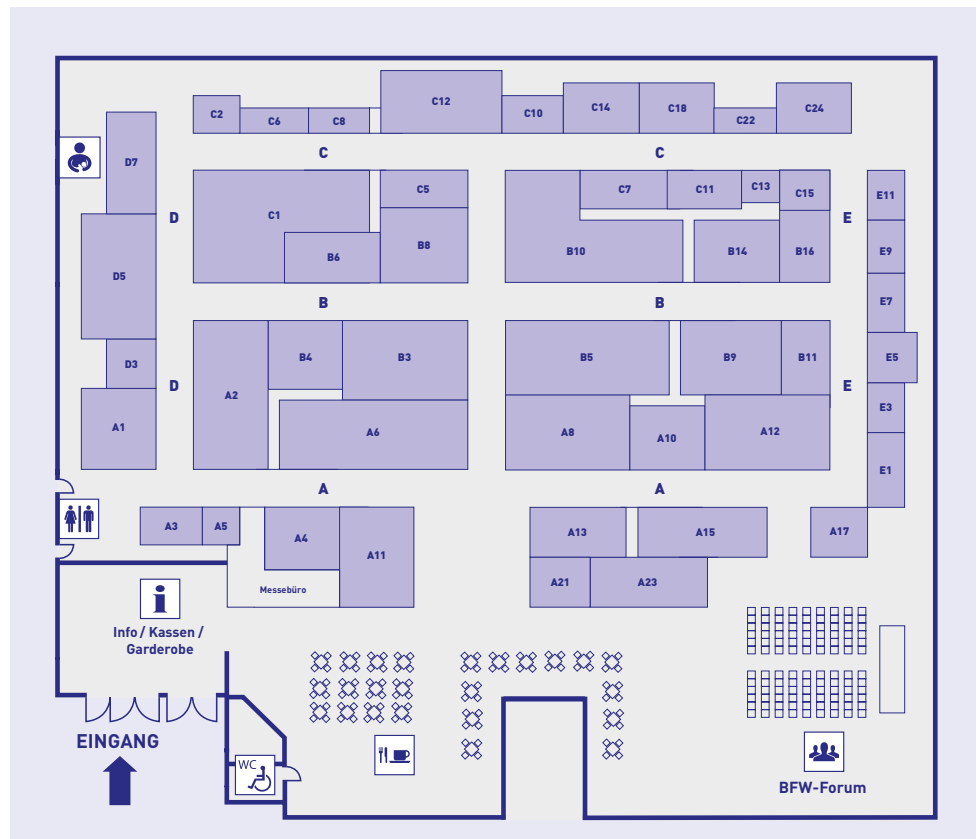 C2
C6
C8
C12
C10
C14
C18
C22
C24
C
C
D7
D
C1
B6
C5
B8
B10
C7
C11
C13
C15
B14
B16
E
E11
E9
D5
B
B
E7
D3
D
A2
B4
B3
A6
B5
B9
B11
A8
A10
A12
E
E5
E3
A1
E1
A
A
A3
A5
A4
A11
Messebüro
A13
A15
A17
A21
A23
Info / Kassen /
Garderobe
EINGANG
WC
BFW-Forum